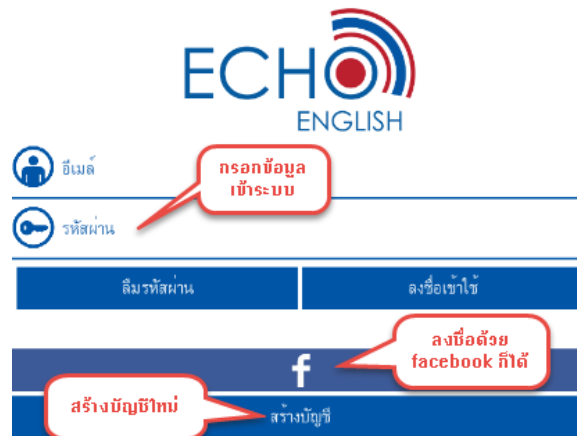 ECHO
ENGLISH
อีเมล์
กรอกข้อมูล
เข้าระบบ
รหัสผ่าน
ลืมรหัสผ่าน
ลงชื่อเข้าใช้
ลงชื่อด้วย
facebook ก็ได้
f
สร้างบัญชีใหม่
สร้างบัญชี